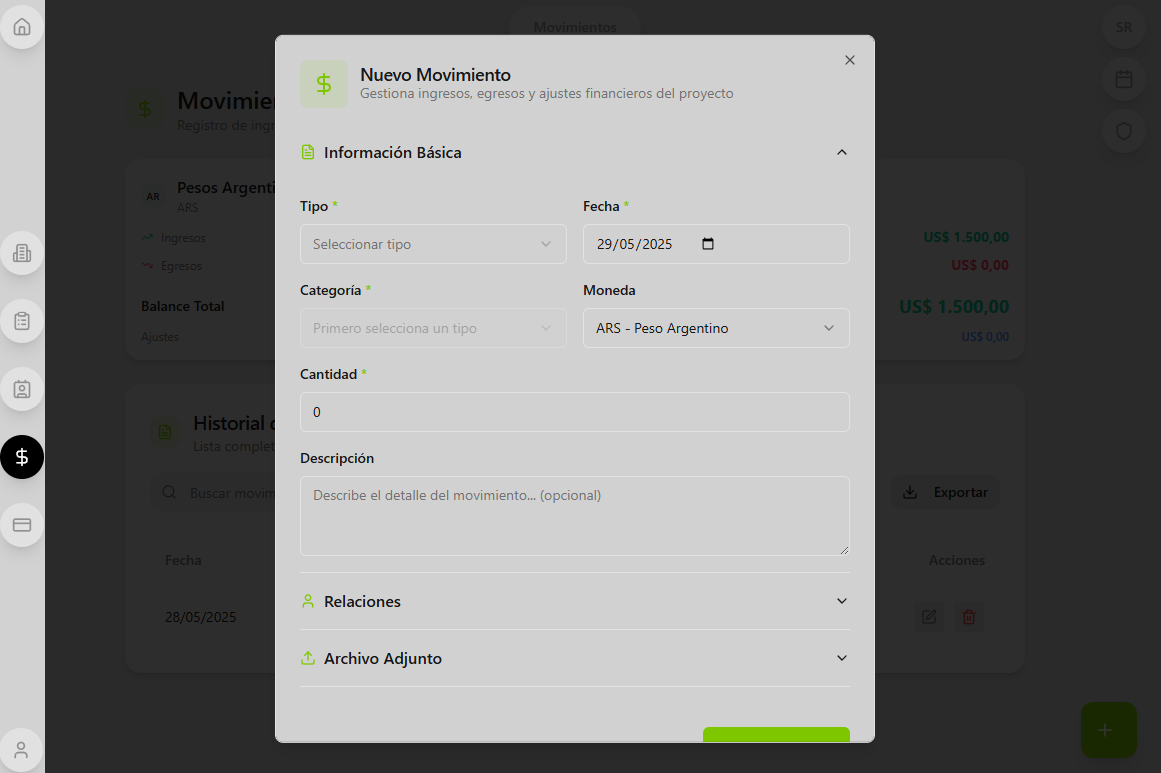 Movimientos
SR
Nuevo Movimiento
Gestiona ingresos, egresos y ajustes financieros del proyecto
Movimie
Registro de ingr
Información Básica
AR
Pesos Argenti
ARS
Tipo *
Fecha *
Ingresos
Seleccionar tipo
29/05/2025
US$ 1.500,00
Egresos
US$ 0,00
Categoría *
Moneda
Balance Total
US$ 1.500,00
Primero selecciona un tipo
ARS - Peso Argentino
Ajustes
US$ 0,00
Cantidad *
0
Historial
Lista complet
Descripción
Buscar movim
Describe el detalle del movimiento... (opcional)
Exportar
Fecha
Acciones
Relaciones
28/05/2025
Archivo Adjunto